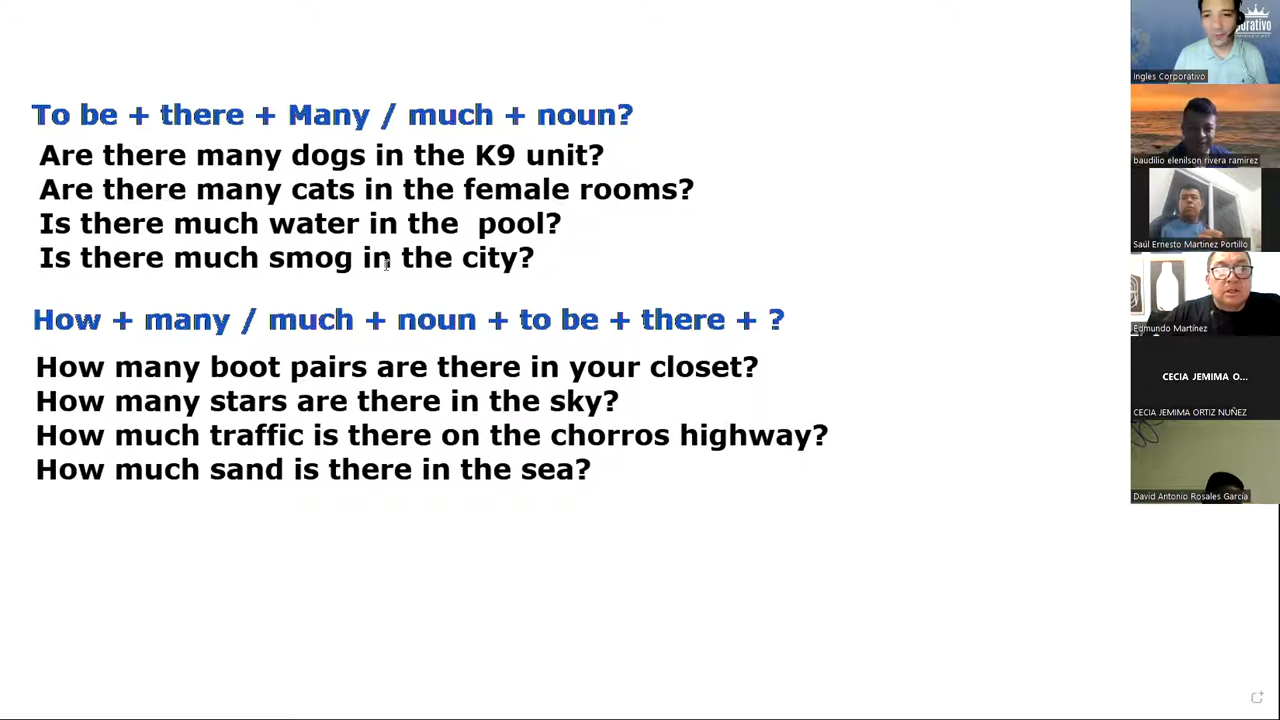 To be + there + Many / much + noun?
Are there many dogs in the K9 unit?
Are there many cats in the female rooms?
Is there much water in the  pool?
Is there much smog in the city?
How + many / much + noun + to be + there + ?
How many boot pairs are there in your closet?
How many stars are there in the sky?
How much traffic is there on the chorros highway?
How much sand is there in the sea?
Ingles Corporativo
baudilio elenilson rivera ramirez
Saúl Ernesto Martinez Portillo
Edmundo Martínez
CECIA JEMIMA O...
CECIA JEMIMA ORTIZ NUÑEZ
David Antonio Rosales García